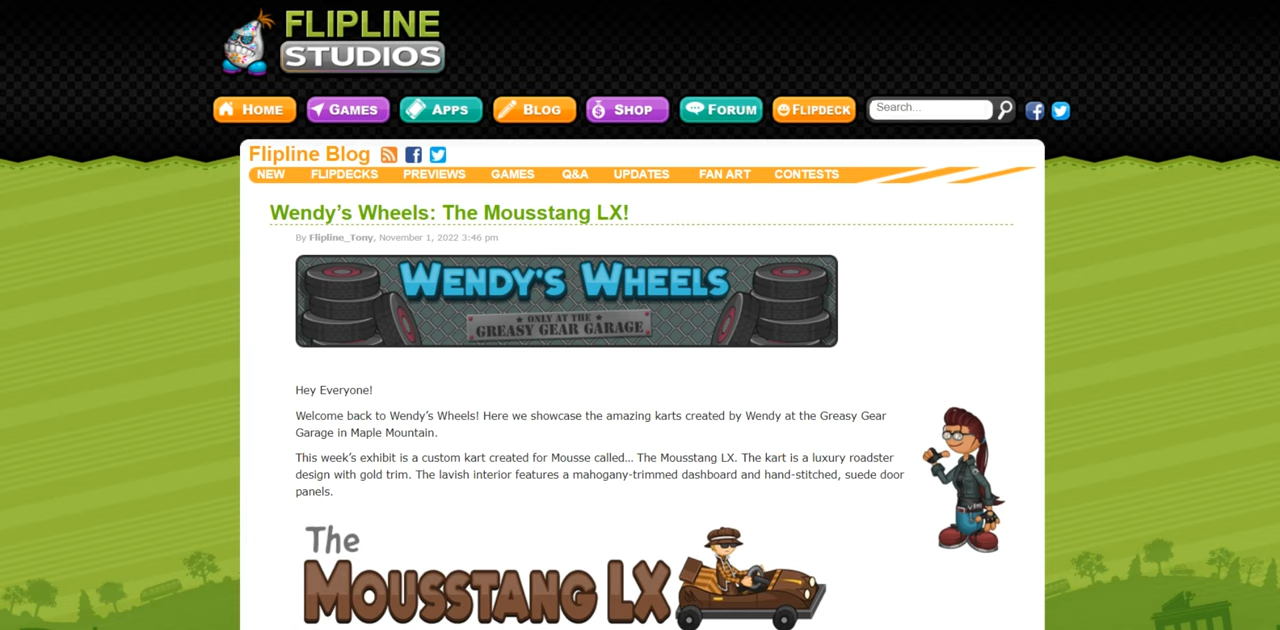 FLIPLINE
STUDIOS
HOME GAMES APPS BLOG SHOP FORUM FLIPDECK Search...
Flipline Blog
NEW FLIPDECKS PREVIEWS GAMES Q&A UPDATES FAN ART CONTESTS
Wendy’s Wheels: The Mousstang LX!
By Flipline_Tony, November 1, 2022 3:46 pm
WENDY'S WHEELS
★ ONLY AT THE ★
GREASY GEAR GARAGE
Hey Everyone!
Welcome back to Wendy’s Wheels! Here we showcase the amazing karts created by Wendy at the Greasy Gear
Garage in Maple Mountain.
This week’s exhibit is a custom kart created for Mousse called… The Mousstang LX. The kart is a luxury roadster
design with gold trim. The lavish interior features a mahogany-trimmed dashboard and hand-stitched, suede door
panels.
The
MOUSSTANG LX